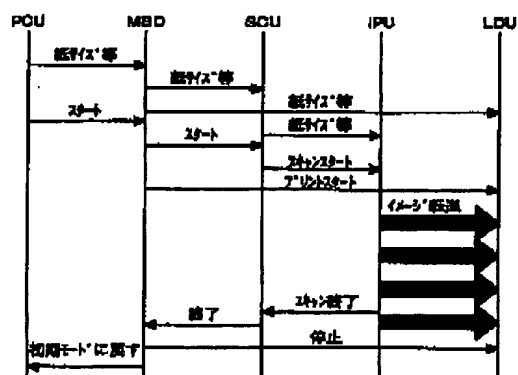 PCU MBD SCU IPU LDU
紙サイズ等
紙サイズ等
紙サイズ等
スタート
紙サイズ等
スタート
スキャンスタート
プリントスタート
イメージ転送
スキャン終了
終了
停止
初期モードに戻す